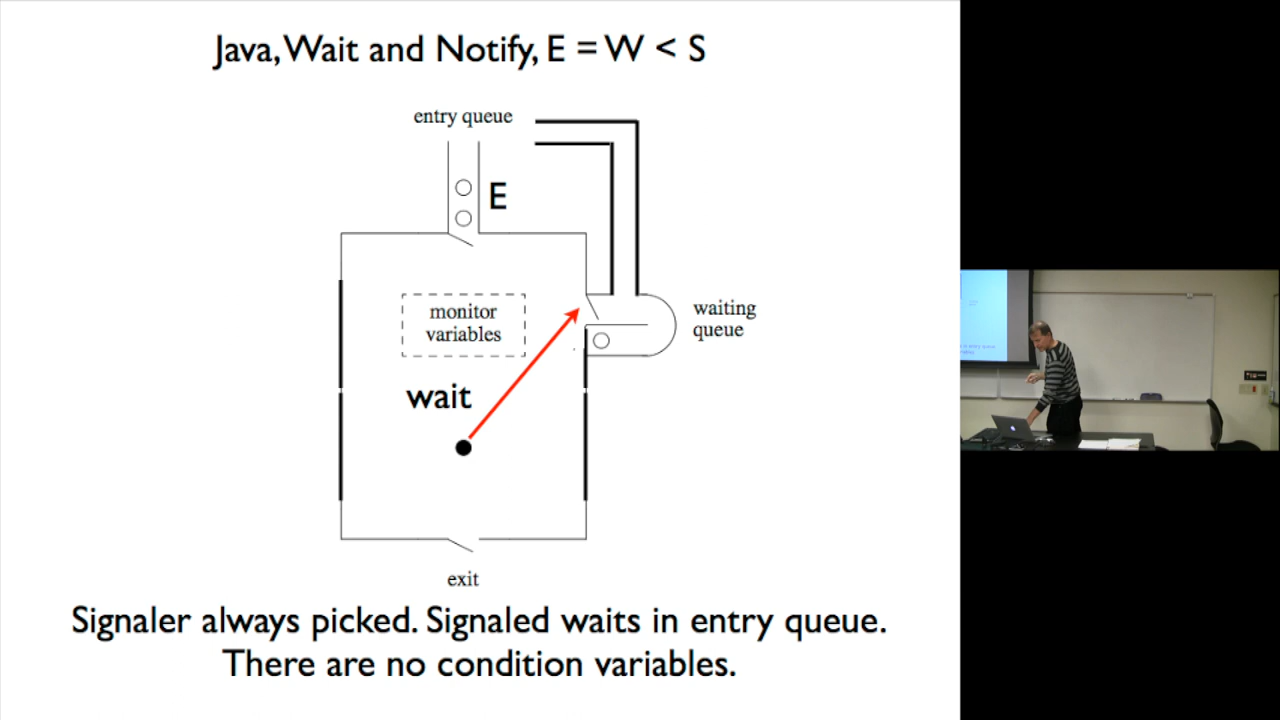 Java, Wait and Notify, E = W < S
entry queue
E
monitor
variables
waiting
queue
wait
exit
Signaler always picked. Signaled waits in entry queue.
There are no condition variables.